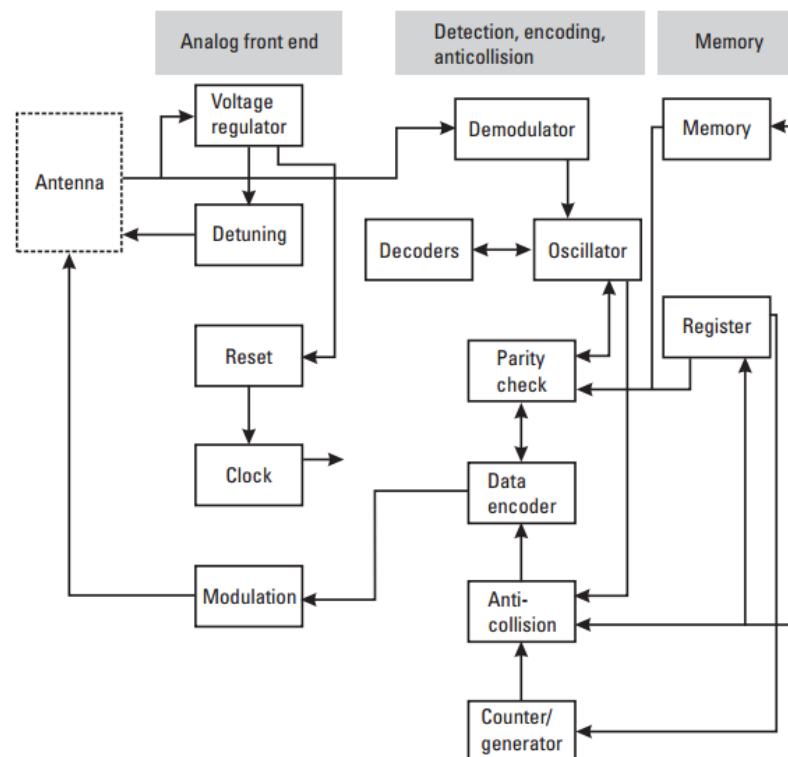 Analog front end
Detection, encoding,
anticollision
Memory
Voltage
regulator
Demodulator
Memory
Antenna
Detuning
Decoders
Oscillator
Register
Reset
Parity
check
Clock
Data
encoder
Modulation
Anti-
collision
Counter/
generator